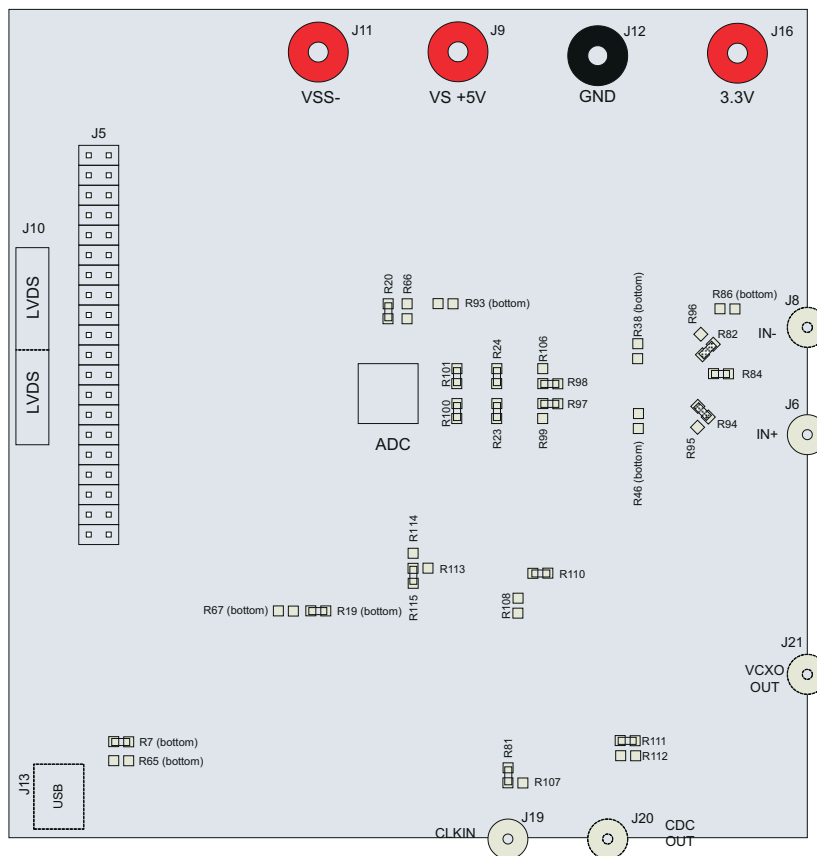 J11
J9
J12
J16
VSS-
VS +5V
GND
3.3V
J5
J10
LVDS
LVDS
R20
R66
R93 (bottom)
R38 (bottom)
R86 (bottom)
J8
R96
R82
IN-
R101
R24
R106
R98
R84
R100
R23
R97
R99
ADC
J6
R94
R95
IN+
R46 (bottom)
R114
R113
R115
R110
R108
R67 (bottom)
R19 (bottom)
J21
VCXO
OUT
R7 (bottom)
R65 (bottom)
R111
R112
R81
R107
J13
USB
J19
CLKIN
J20
CDC
OUT